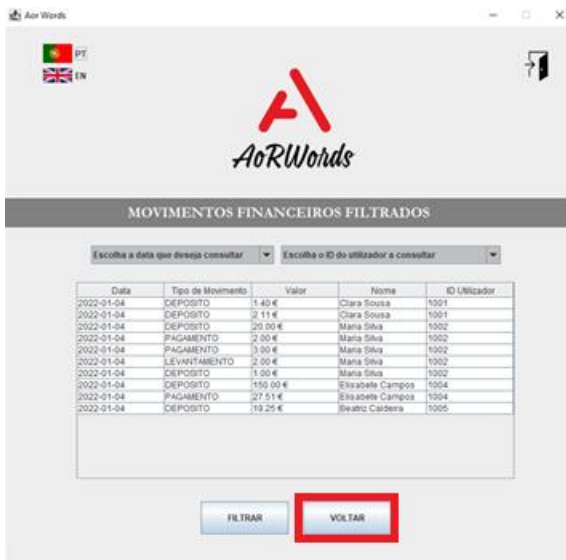 Aor Words
PT
EN
AoRWords
MOVIMENTOS FINANCEIROS FILTRADOS
Escolha a data que deseja consultar Escolha o ID do utilizador a consultar
Data Tipo de Movimento Valor Nome ID Utilizador
2022-01-04 DEPOSITO 1.40 € Clara Sousa 1001
2022-01-04 DEPOSITO 2.11 € Clara Sousa 1001
2022-01-04 DEPOSITO 20.00 € Maria Silva 1002
2022-01-04 PAGAMENTO 2.00 € Maria Silva 1002
2022-01-04 PAGAMENTO 3.00 € Maria Silva 1002
2022-01-04 LEVANTAMENTO 2.00 € Maria Silva 1002
2022-01-04 DEPOSITO 1.00 € Maria Silva 1002
2022-01-04 DEPOSITO 150.00 € Elisabete Campos 1004
2022-01-04 PAGAMENTO 27.51 € Elisabete Campos 1004
2022-01-04 DEPOSITO 19.25 € Beatriz Caldeira 1005
FILTRAR VOLTAR